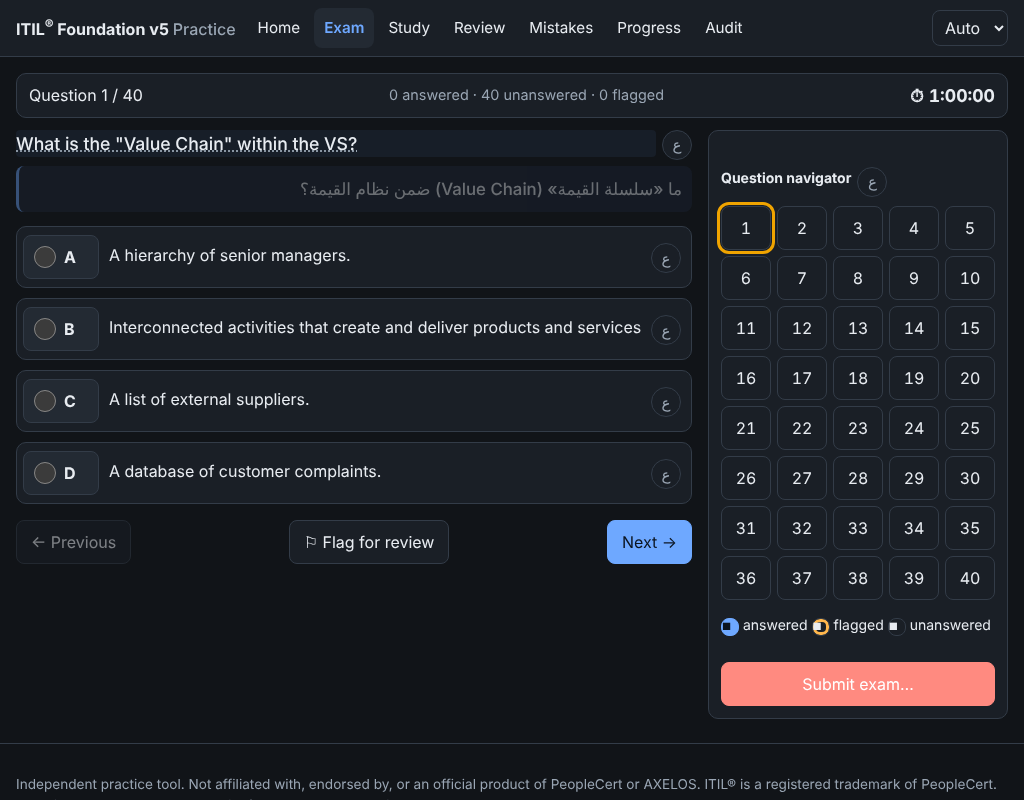 ITIL® Foundation v5 Practice
Home
Exam
Study
Review
Mistakes
Progress
Audit
Auto
Question 1 / 40
0 answered · 40 unanswered · 0 flagged
⏱ 1:00:00
What is the "Value Chain" within the VS?
ع
ما «سلسلة القيمة» (Value Chain) ضمن نظام القيمة؟
A
A hierarchy of senior managers.
ع
B
Interconnected activities that create and deliver products and services
ع
C
A list of external suppliers.
ع
D
A database of customer complaints.
ع
← Previous
⚐ Flag for review
Next →
Question navigator
ع
1 2 3 4 5
6 7 8 9 10
11 12 13 14 15
16 17 18 19 20
21 22 23 24 25
26 27 28 29 30
31 32 33 34 35
36 37 38 39 40
answered flagged unanswered
Submit exam...
Independent practice tool. Not affiliated with, endorsed by, or an official product of PeopleCert or AXELOS. ITIL® is a registered trademark of PeopleCert.